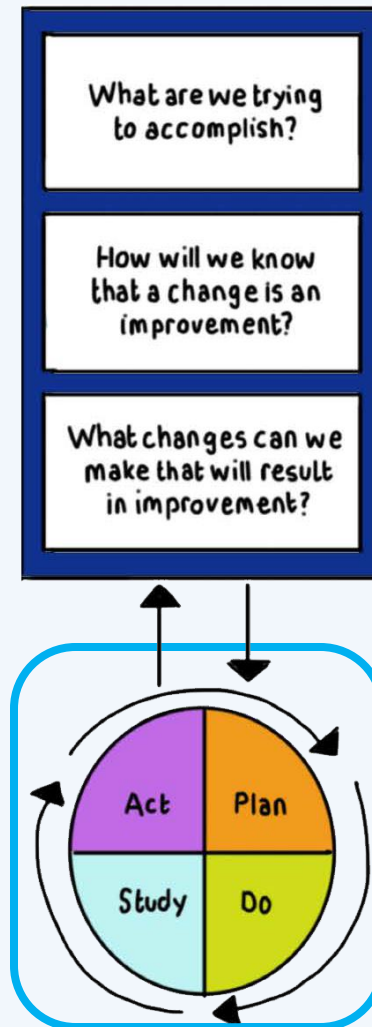 What are we trying
to accomplish?
How will we know
that a change is an
improvement?
What changes can we
make that will result
in improvement?
Act
Plan
Study
Do